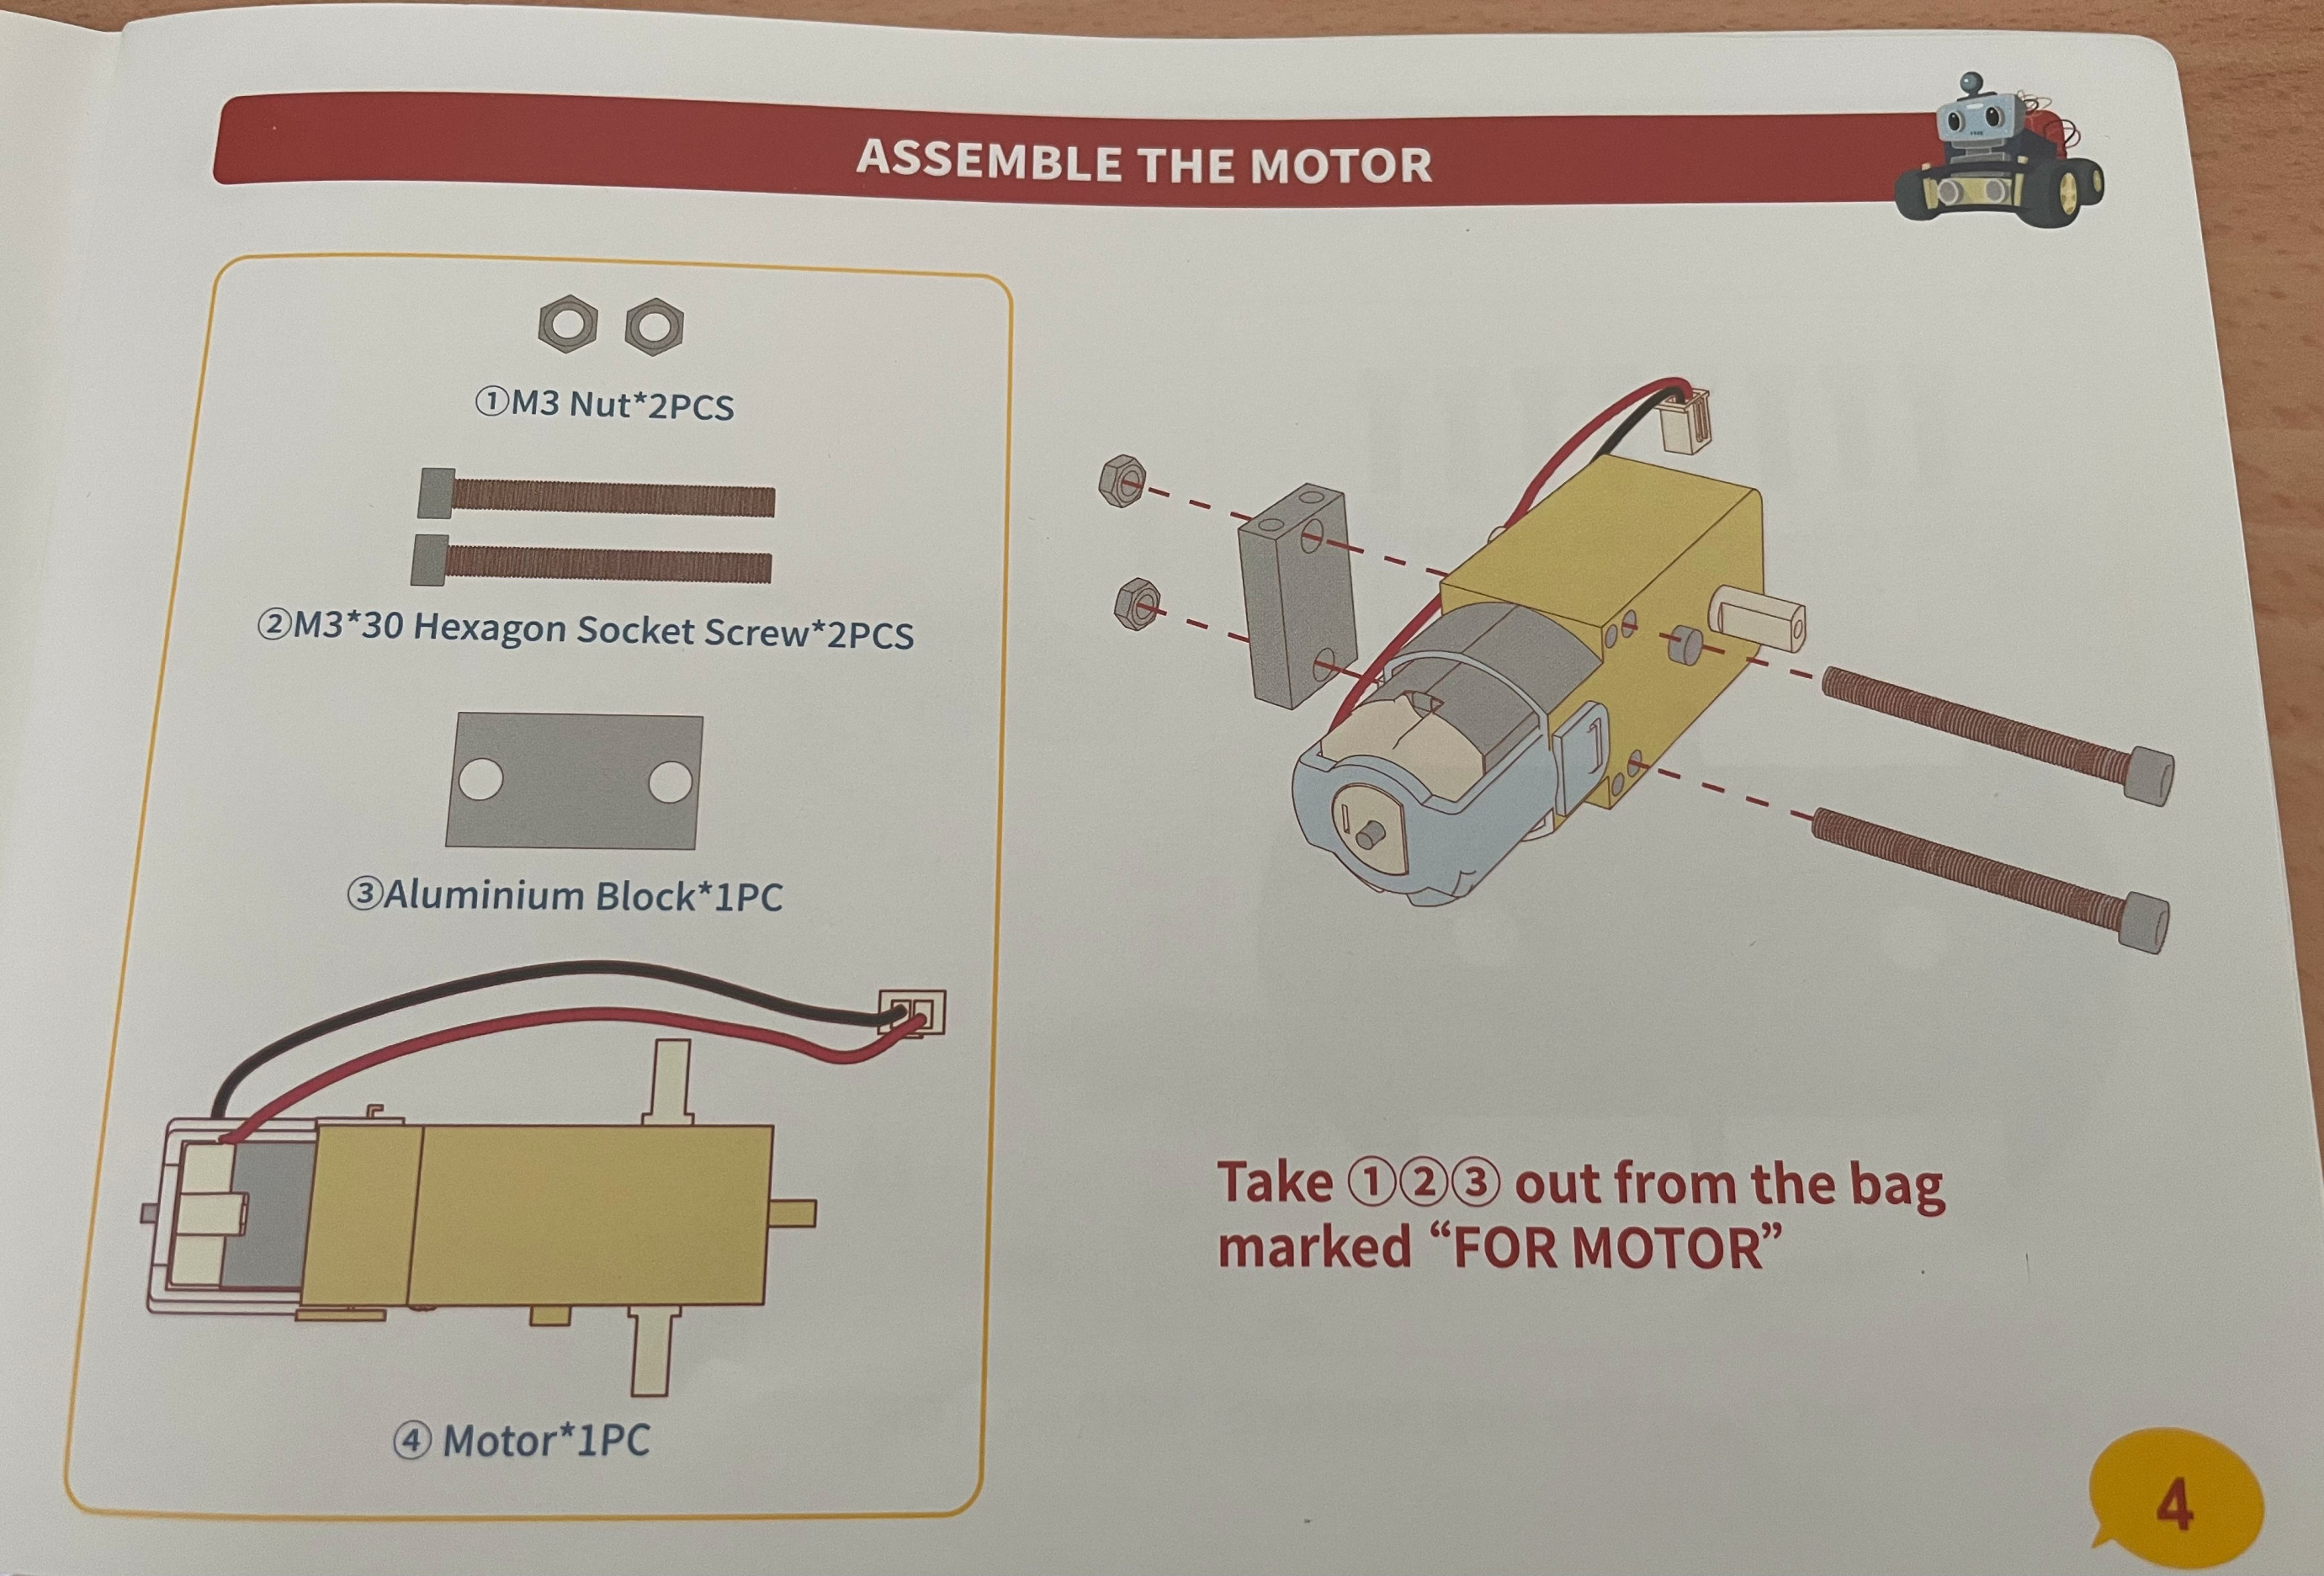 ASSEMBLE THE MOTOR
①M3 Nut*2PCS
②M3*30 Hexagon Socket Screw*2PCS
③Aluminium Block*1PC
④ Motor*1PC
Take ①②③ out from the bag
marked “FOR MOTOR”
4